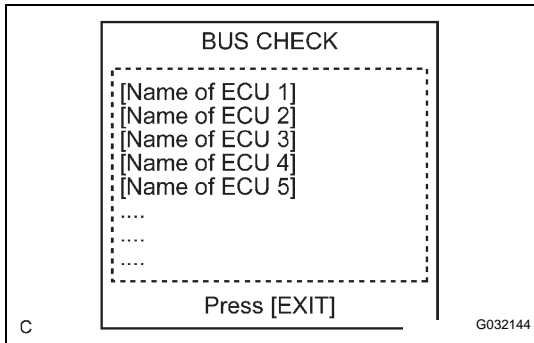 BUS CHECK
[Name of ECU 1]
[Name of ECU 2]
[Name of ECU 3]
[Name of ECU 4]
[Name of ECU 5]
....
....
....
Press [EXIT]
C
G032144